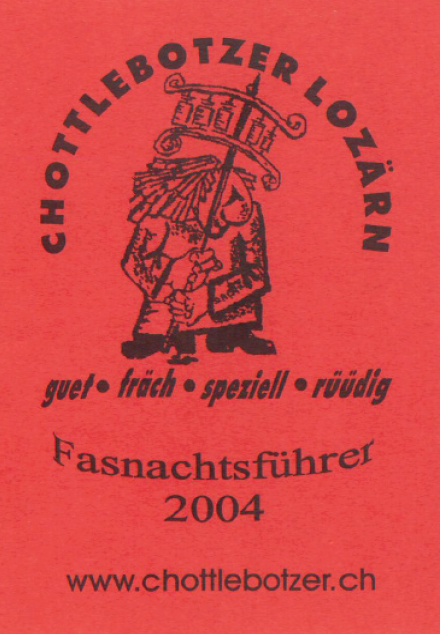 CHOTTLEBOTZER LOZÄRN
guet • fräch • speziell • rüüdig
Fasnachtsführer
2004
www.chottlebotzer.ch